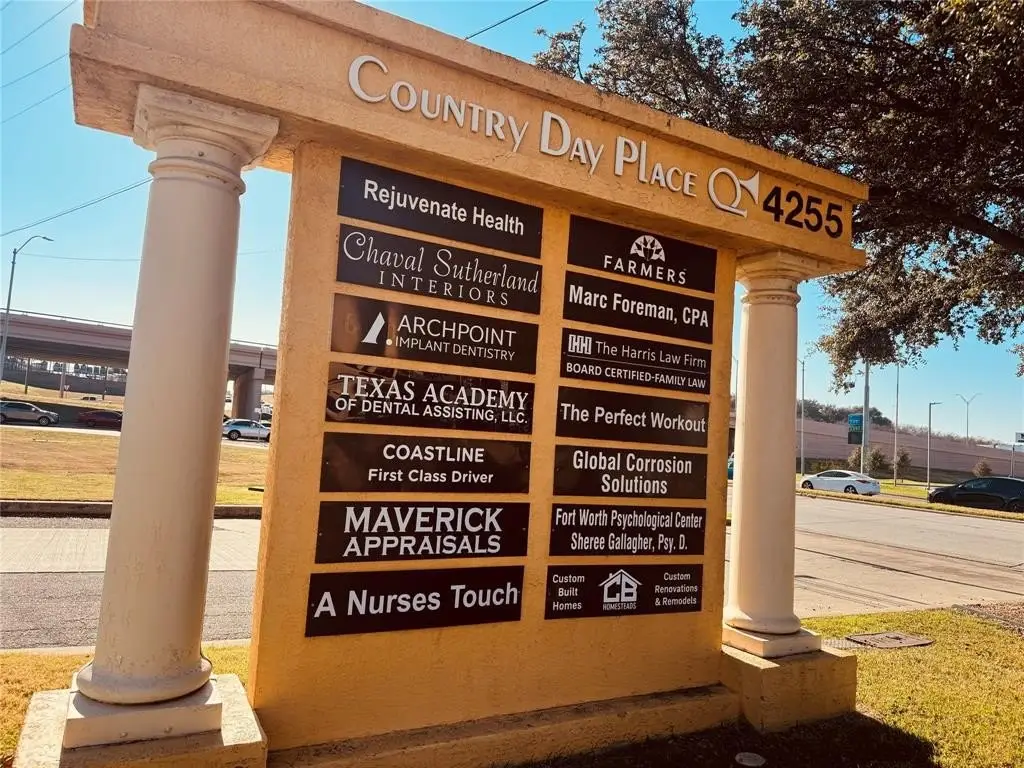 COUNTRY DAY PLACE 4255
Rejuvenate Health
Chaval Sutherland
INTERIORS
ARCHPOINT
IMPLANT DENTISTRY
TEXAS ACADEMY
OF DENTAL ASSISTING, LLC.
COASTLINE
First Class Driver
MAVERICK
APPRAISALS
A Nurses Touch
FARMERS
Marc Foreman, CPA
The Harris Law Firm
BOARD CERTIFIED-FAMILY LAW
The Perfect Workout
Global Corrosion
Solutions
Fort Worth Psychological Center
Sheree Gallagher, Psy. D.
Custom
Built
Homes
CB
HOMESTEADS
Custom
Renovations
& Remodels